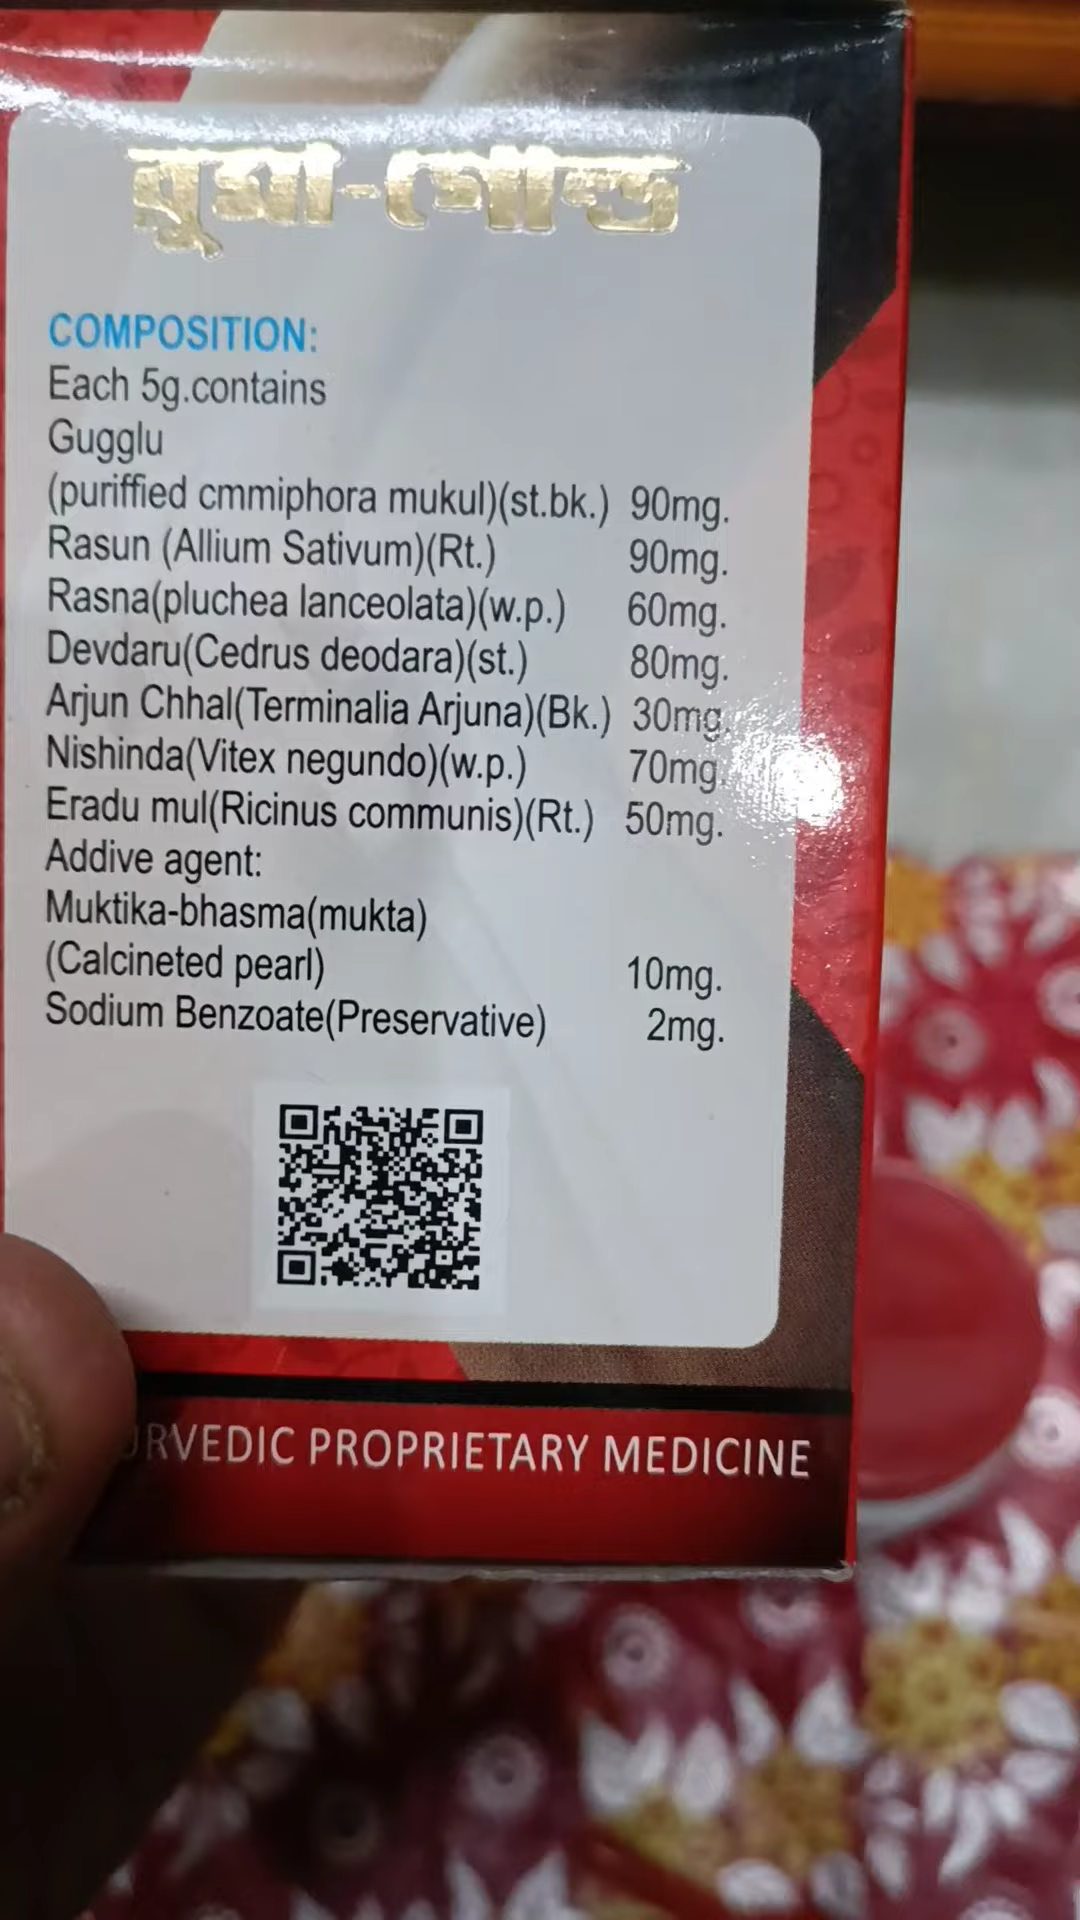 যুমা-গোল্ড
COMPOSITION:
Each 5g.contains
Gugglu
(puriffied cmmiphora mukul)(st.bk.) 90mg.
Rasun (Allium Sativum)(Rt.) 90mg.
Rasna(pluchea lanceolata)(w.p.) 60mg.
Devdaru(Cedrus deodara)(st.) 80mg.
Arjun Chhal(Terminalia Arjuna)(Bk.) 30mg.
Nishinda(Vitex negundo)(w.p.) 70mg.
Eradu mul(Ricinus communis)(Rt.) 50mg.
Addive agent:
Muktika-bhasma(mukta)
(Calcineted pearl) 10mg.
Sodium Benzoate(Preservative) 2mg.
URVEDIC PROPRIETARY MEDICINE